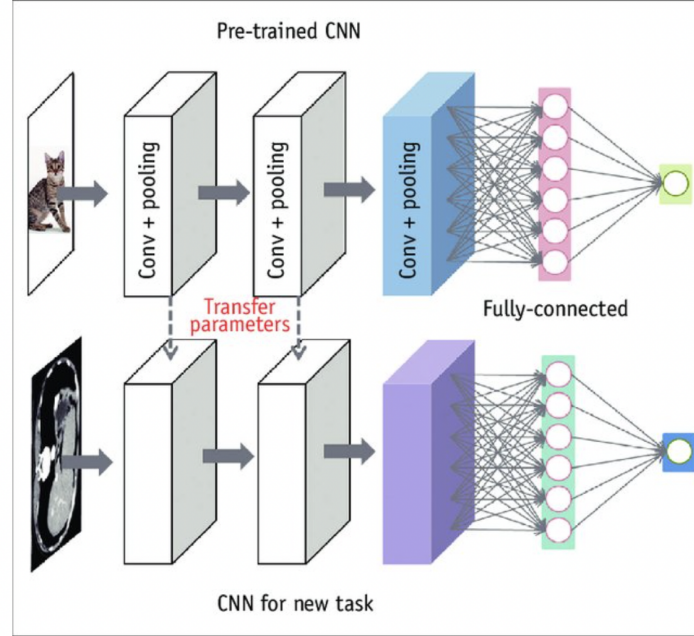 Pre-trained CNN
Conv + pooling
Conv + pooling
Conv + pooling
Transfer
parameters
Fully-connected
CNN for new task